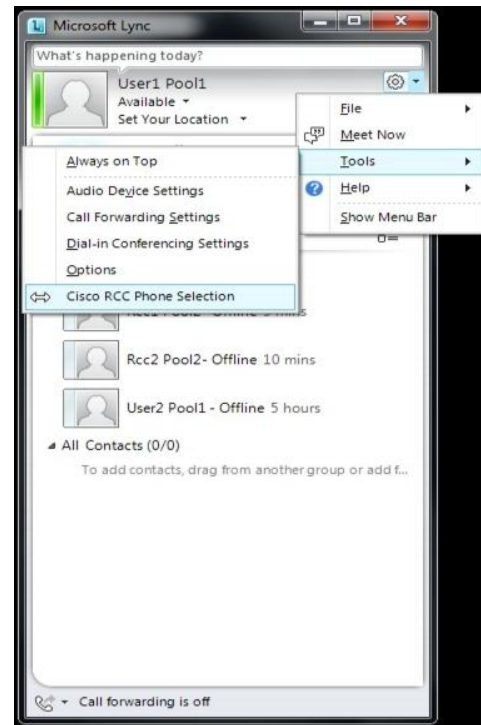 Microsoft Lync
What's happening today?
User1 Pool1
Available
Set Your Location
File
Meet Now
Tools
Help
Show Menu Bar
Always on Top
Audio Device Settings
Call Forwarding Settings
Dial-in Conferencing Settings
Options
Cisco RCC Phone Selection
Rcc2 Pool2- Offline 10 mins
User2 Pool1 - Offline 5 hours
All Contacts (0/0)
To add contacts, drag from another group or add f...
Call forwarding is off